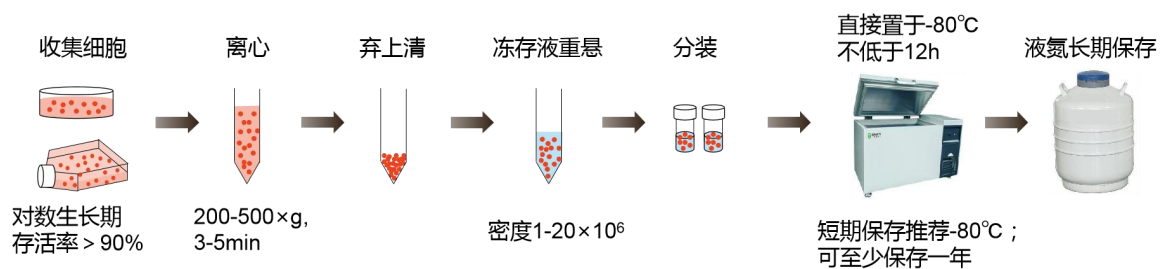 收集细胞
离心
弃上清
冻存液重悬
分装
直接置于-80℃
不低于12h
液氮长期保存
对数生长期
存活率＞90%
200-500×g,
3-5min
密度1-20×10⁶
短期保存推荐-80℃；
可至少保存一年